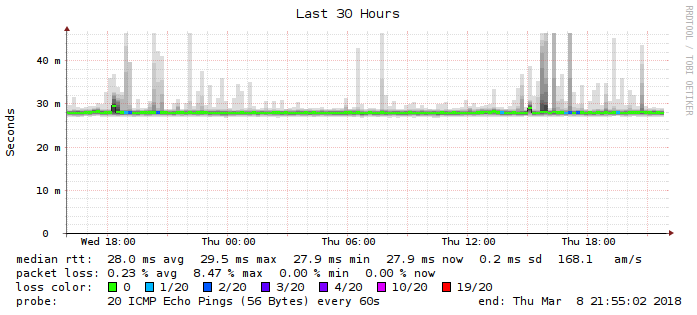 Last 30 Hours
RRDTOOL / TOBI OETIKER
Seconds
40 m
30 m
20 m
10 m
0
Wed 18:00 Thu 00:00 Thu 06:00 Thu 12:00 Thu 18:00
median rtt: 28.0 ms avg 29.5 ms max 27.9 ms min 27.9 ms now 0.2 ms sd 168.1 am/s
packet loss: 0.23 % avg 8.47 % max 0.00 % min 0.00 % now
loss color: 0 1/20 2/20 3/20 4/20 10/20 19/20
probe: 20 ICMP Echo Pings (56 Bytes) every 60s end: Thu Mar 8 21:55:02 2018